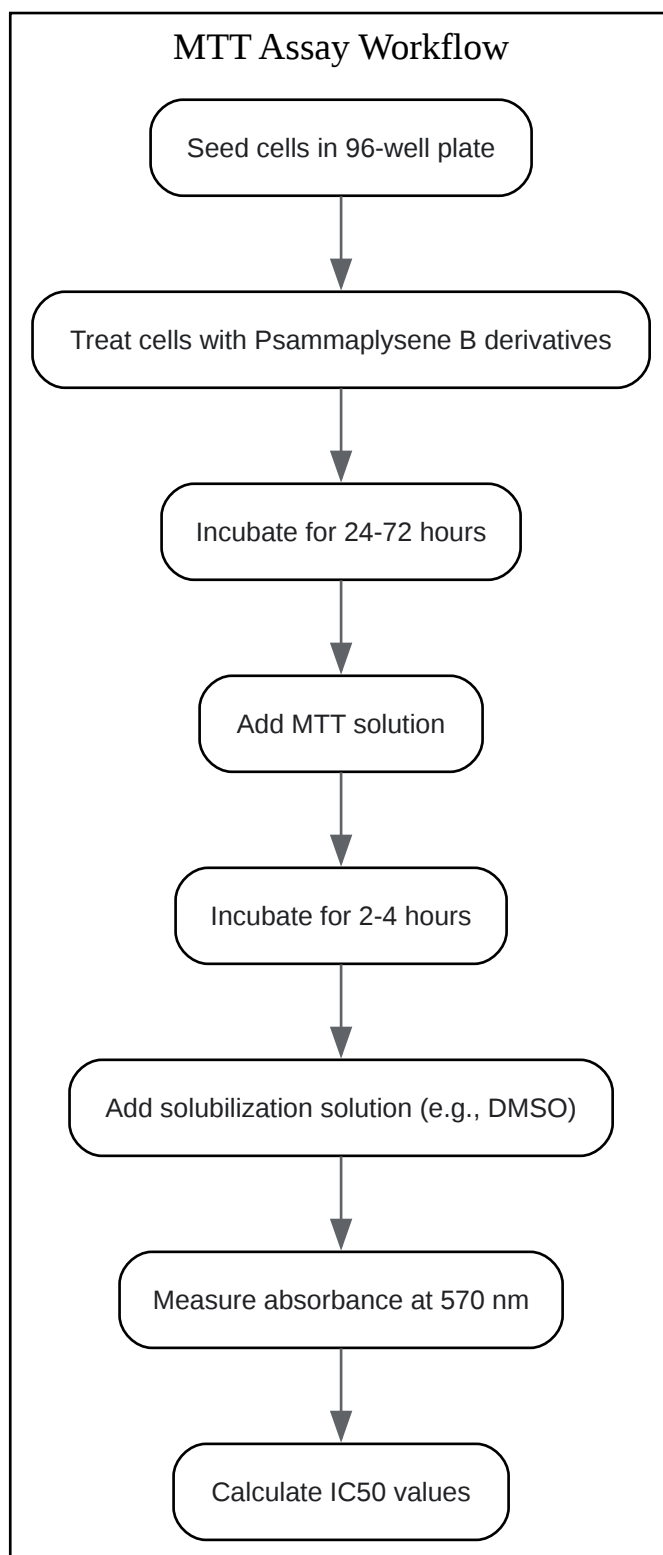 MTT Assay Workflow
Seed cells in 96-well plate
Treat cells with Psammaplysene B derivatives
Incubate for 24-72 hours
Add MTT solution
Incubate for 2-4 hours
Add solubilization solution (e.g., DMSO)
Measure absorbance at 570 nm
Calculate IC50 values